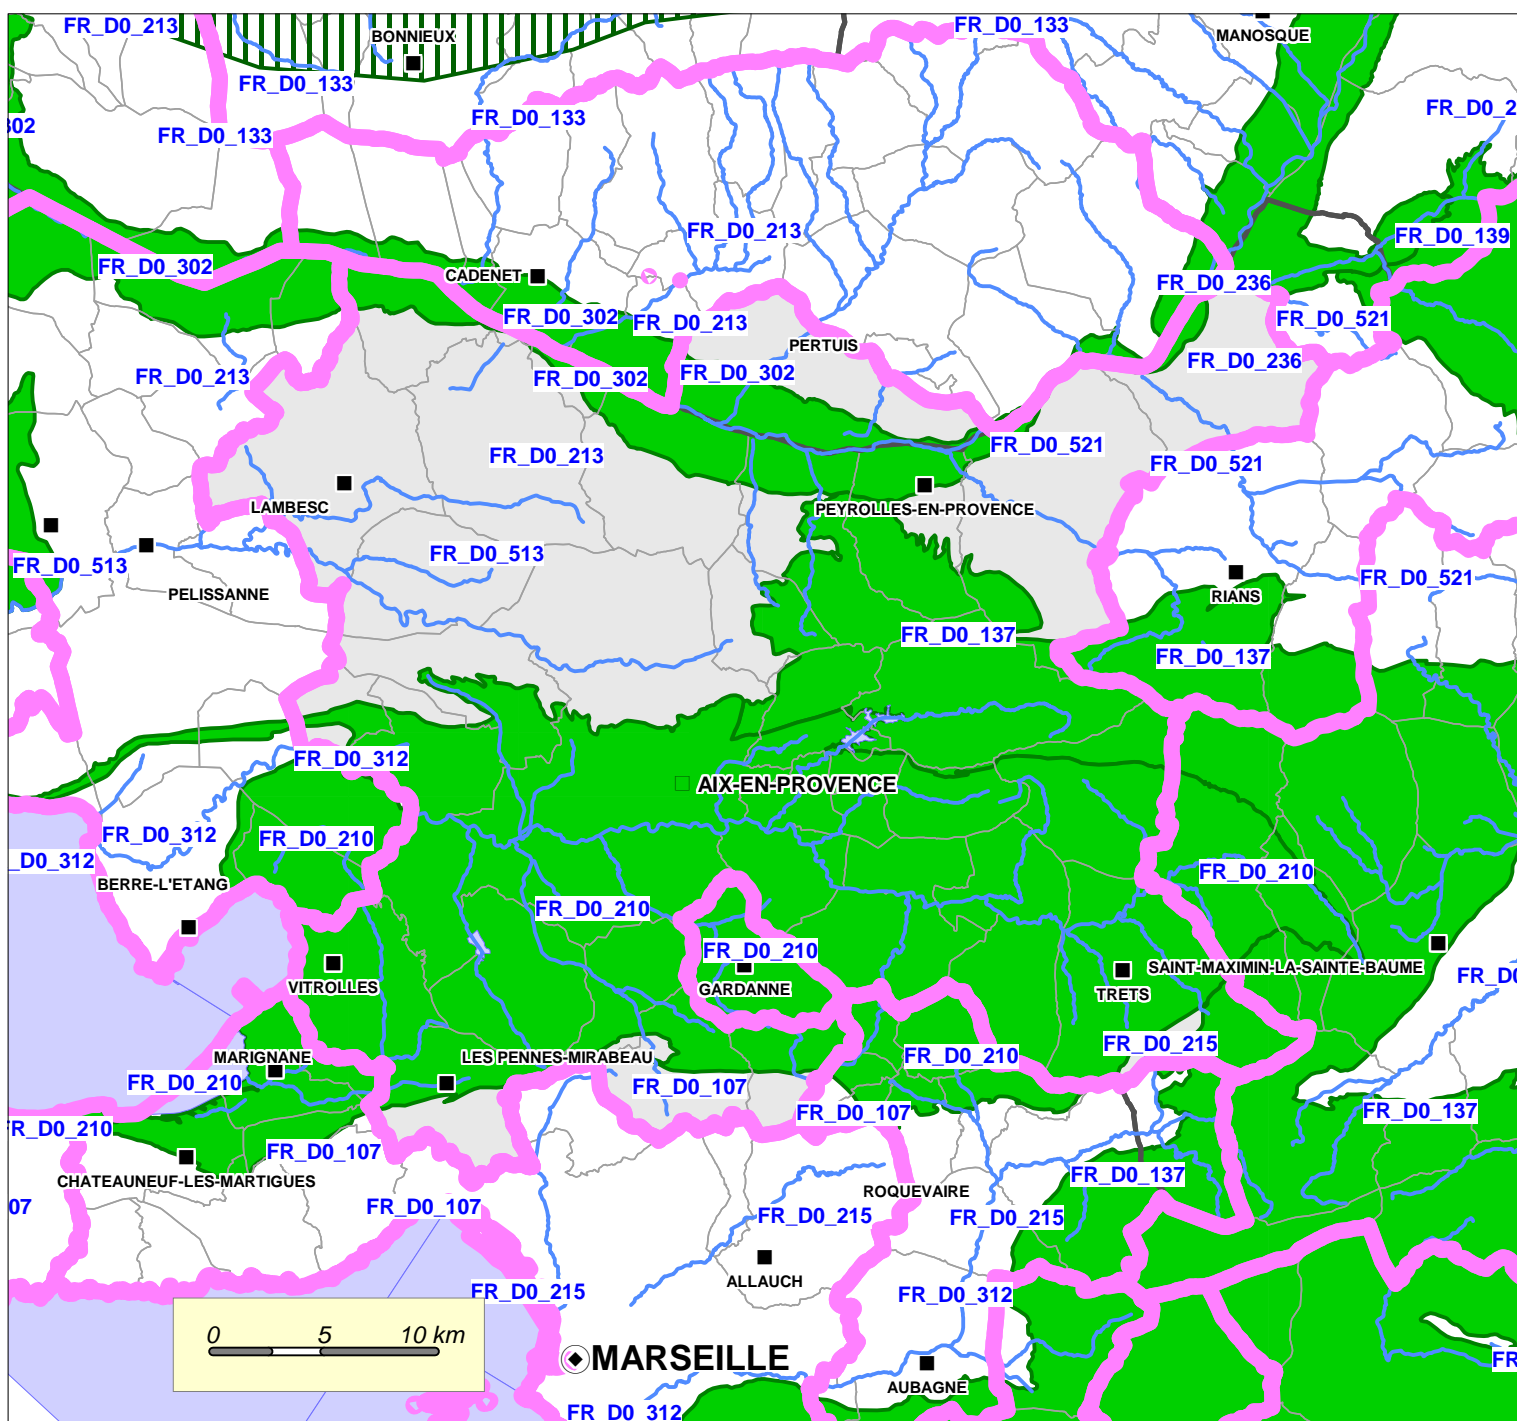 FR_D0_213
BONNIEUX
FR_D0_133
MANOSQUE
FR_D0_133
FR_D0_2
FR_D0_133
302
FR_D0_133
FR_D0_213
FR_D0_139
FR_D0_302
CADENET
FR_D0_236
FR_D0_302
FR_D0_213
FR_D0_521
PERTUIS
FR_D0_236
FR_D0_213
FR_D0_302
FR_D0_302
FR_D0_521
FR_D0_213
FR_D0_521
LAMBESC
PEYROLLES-EN-PROVENCE
FR_D0_513
FR_D0_513
FR_D0_521
PELISSANNE
RIANS
FR_D0_137
FR_D0_137
FR_D0_312
AIX-EN-PROVENCE
FR_D0_312
FR_D0_210
_D0_312
FR_D0_210
BERRE-L'ETANG
FR_D0_210
FR_D0_210
SAINT-MAXIMIN-LA-SAINTE-BAUME
FR_D0
VITROLLES
GARDANNE
TRETS
FR_D0_215
MARIGNANE
LES PENNES-MIRABEAU
FR_D0_210
FR_D0_210
FR_D0_107
FR_D0_107
FR_D0_137
FR_D0_210
FR_D0_107
FR_D0_137
CHATEAUNEUF-LES-MARTIGUES
ROQUEVAIRE
07
FR_D0_107
FR_D0_215
FR_D0_215
ALLAUCH
FR_D0_215
FR_D0_312
0 5 10 km
MARSEILLE
FR
AUBAGNE
FR_D0_312